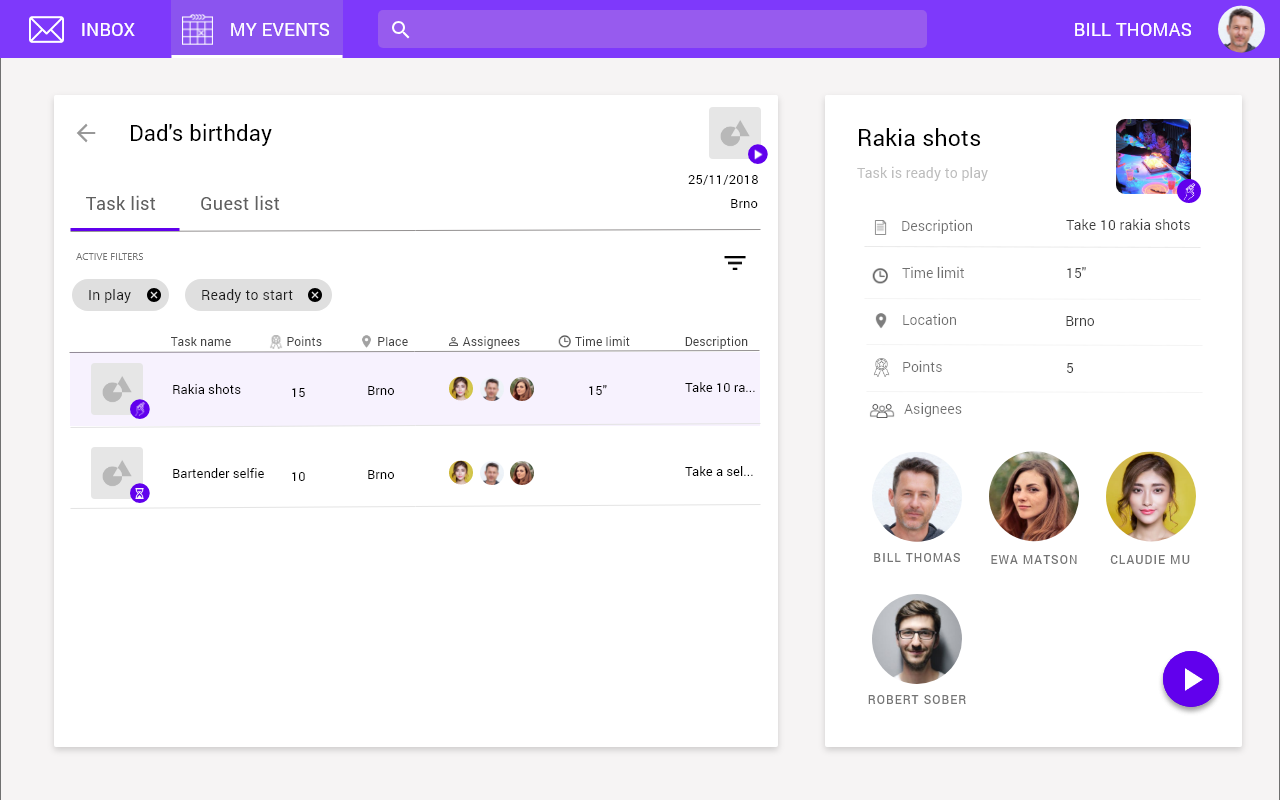 INBOX
MY EVENTS
BILL THOMAS
Dad's birthday
25/11/2018
Brno
Task list
Guest list
ACTIVE FILTERS
In play
Ready to start
Task name Points Place Assignees Time limit Description
Rakia shots 15 Brno 15" Take 10 ra...
Bartender selfie 10 Brno Take a sel...
Rakia shots
Task is ready to play
Description Take 10 rakia shots
Time limit 15"
Location Brno
Points 5
Asignees
BILL THOMAS
EWA MATSON
CLAUDIE MU
ROBERT SOBER